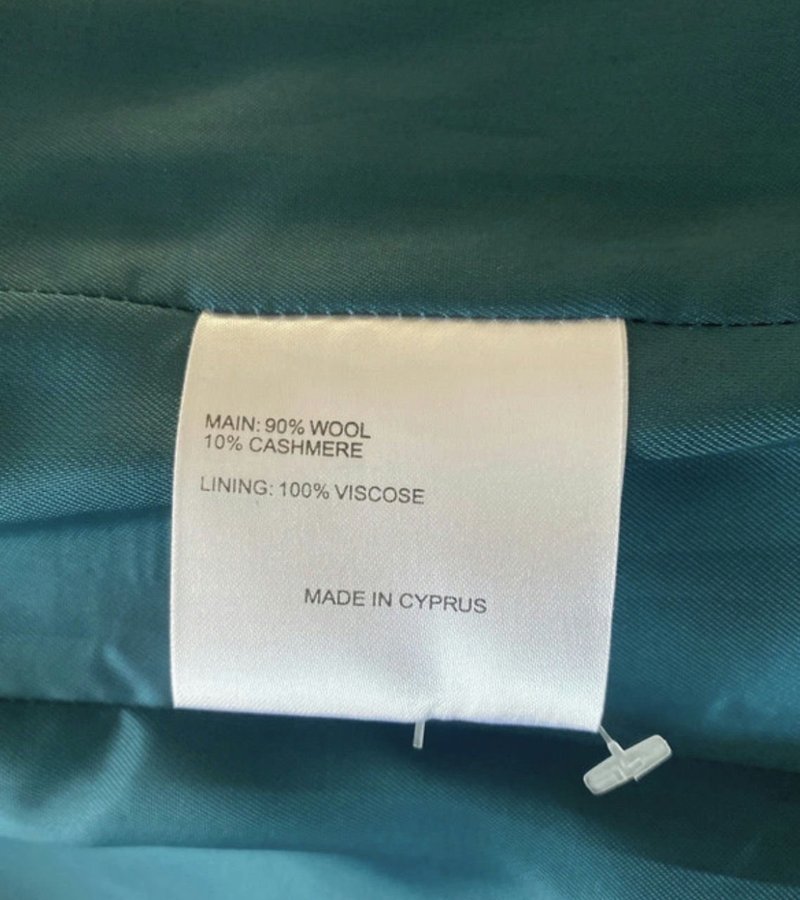 MAIN: 90% WOOL
10% CASHMERE
LINING: 100% VISCOSE
MADE IN CYPRUS